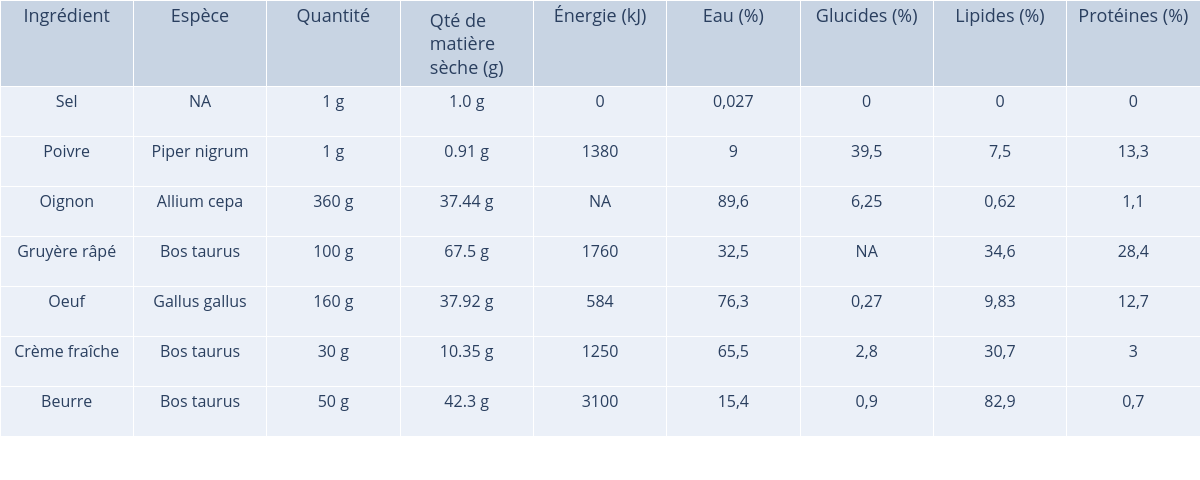 Ingrédient Espèce Quantité Qté de matière sèche (g) Énergie (kJ) Eau (%) Glucides (%) Lipides (%) Protéines (%)
Sel NA 1 g 1.0 g 0 0,027 0 0 0
Poivre Piper nigrum 1 g 0.91 g 1380 9 39,5 7,5 13,3
Oignon Allium cepa 360 g 37.44 g NA 89,6 6,25 0,62 1,1
Gruyère râpé Bos taurus 100 g 67.5 g 1760 32,5 NA 34,6 28,4
Oeuf Gallus gallus 160 g 37.92 g 584 76,3 0,27 9,83 12,7
Crème fraîche Bos taurus 30 g 10.35 g 1250 65,5 2,8 30,7 3
Beurre Bos taurus 50 g 42.3 g 3100 15,4 0,9 82,9 0,7